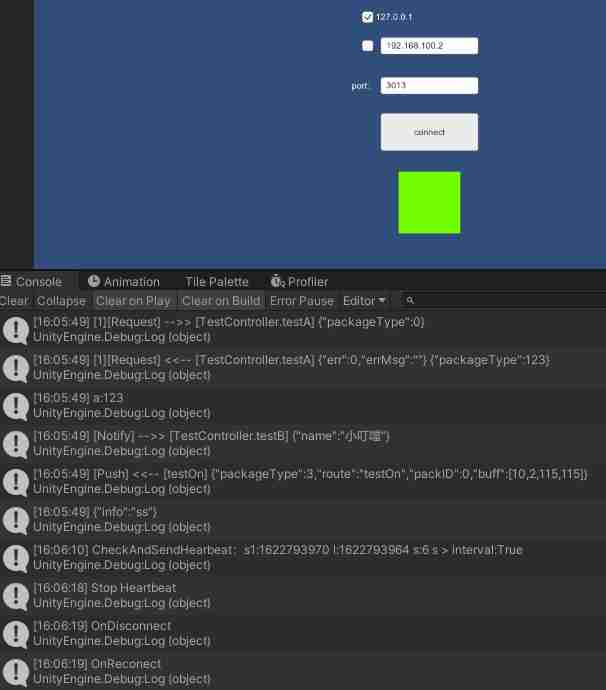 127.0.0.1
192.168.100.2
port: 3013
connect
Console Animation Tile Palette Profiler
Clear Collapse Clear on Play Clear on Build Error Pause Editor
[16:05:49] [1][Request] -->> [TestController.testA] {"packageType":0}
UnityEngine.Debug:Log (object)
[16:05:49] [1][Request] <<-- [TestController.testA] {"err":0,"errMsg":""} {"packageType":123}
UnityEngine.Debug:Log (object)
[16:05:49] a:123
UnityEngine.Debug:Log (object)
[16:05:49] [Notify] -->> [TestController.testB] {"name":"小叮噹"}
UnityEngine.Debug:Log (object)
[16:05:49] [Push] <<-- [testOn] {"packageType":3,"route":"testOn","packID":0,"buff":[10,2,115,115]}
UnityEngine.Debug:Log (object)
[16:05:49] {"info":"ss"}
UnityEngine.Debug:Log (object)
[16:06:10] CheckAndSendHearbeat： s1:1622793970 l:1622793964 s:6 s > interval:True
UnityEngine.Debug:Log (object)
[16:06:18] Stop Heartbeat
UnityEngine.Debug:Log (object)
[16:06:19] OnDisconnect
UnityEngine.Debug:Log (object)
[16:06:19] OnReconect
UnityEngine.Debug:Log (object)